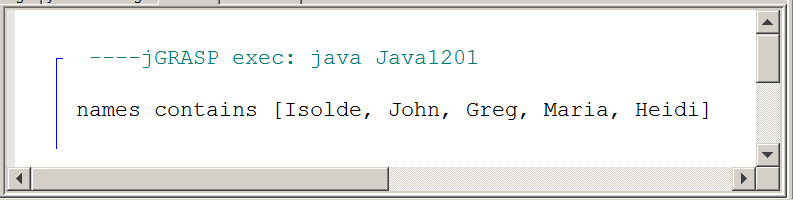 ----jGRASP exec: java Java1201
names contains [Isolde, John, Greg, Maria, Heidi]